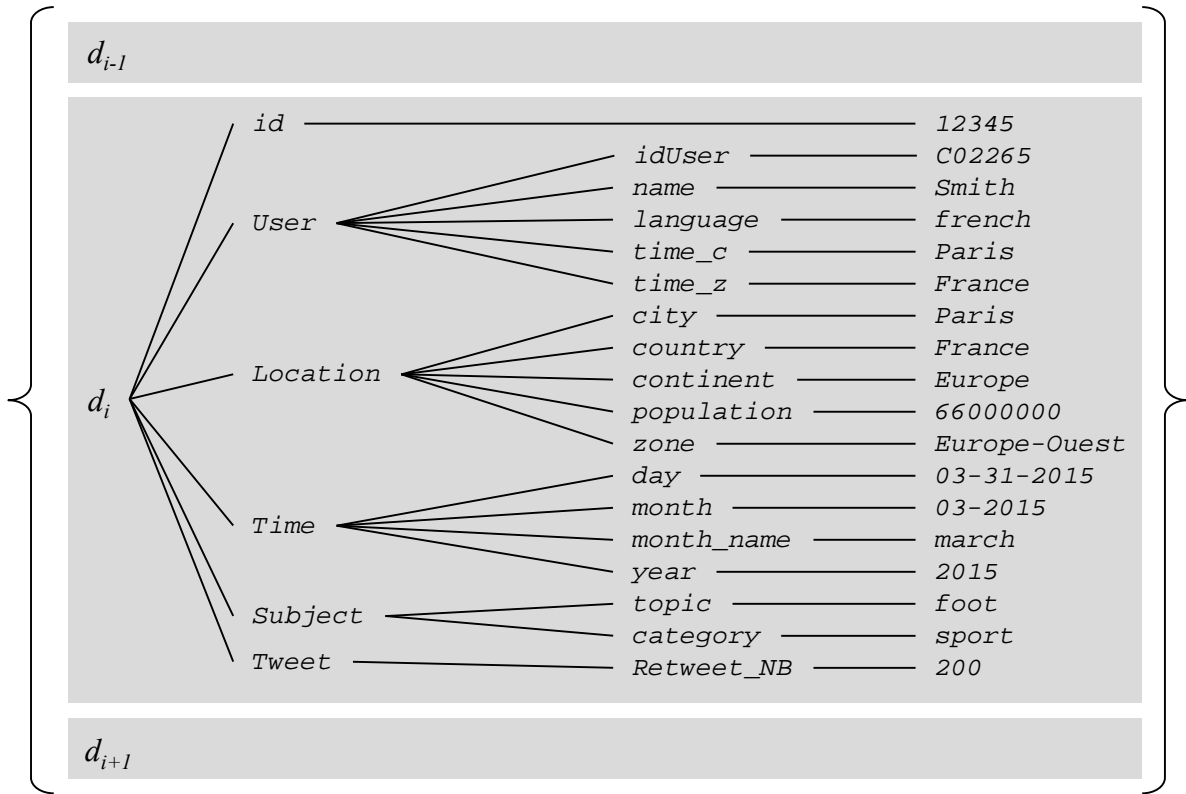 d_{i-1}
id 12345
idUser C02265
name Smith
User language french
time_c Paris
time_z France
city Paris
country France
Location continent Europe
d_i population 66000000
zone Europe-Ouest
day 03-31-2015
month 03-2015
Time month_name march
year 2015
Subject topic foot
category sport
Tweet Retweet_NB 200
d_{i+1}